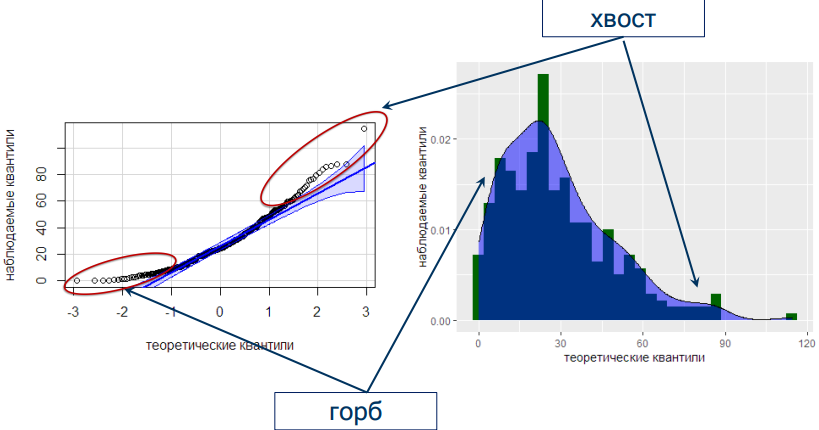 ХВОСТ
наблюдаемые квантили
0 20 40 60 80
-3 -2 -1 0 1 2 3
теоретические квантили
наблюдаемые квантили
0.02
0.01
0.00
0 30 60 90 120
теоретические квантили
горб